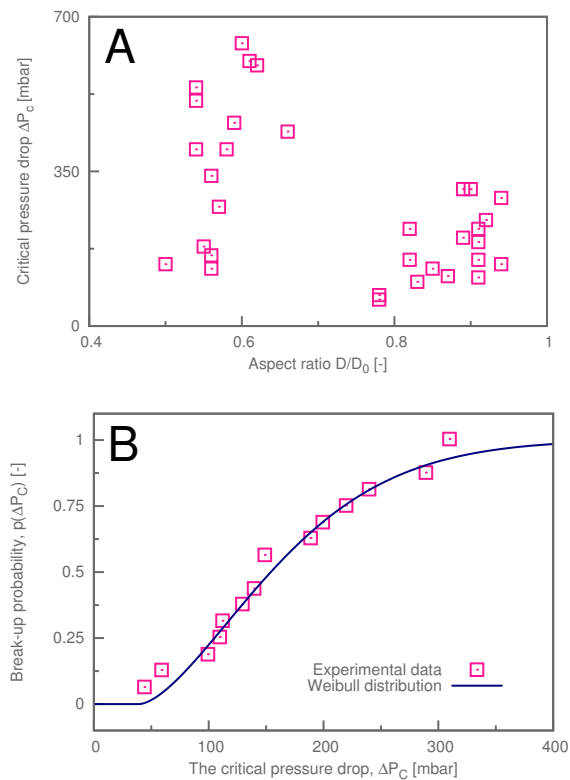 A
700
350
0
0.4
0.6
0.8
1
Critical pressure drop ΔP_c [mbar]
Aspect ratio D/D_0 [-]
B
1
0.75
0.5
0.25
0
0
100
200
300
400
Break-up probability, p(ΔP_C) [-]
Experimental data
Weibull distribution
The critical pressure drop, ΔP_C [mbar]